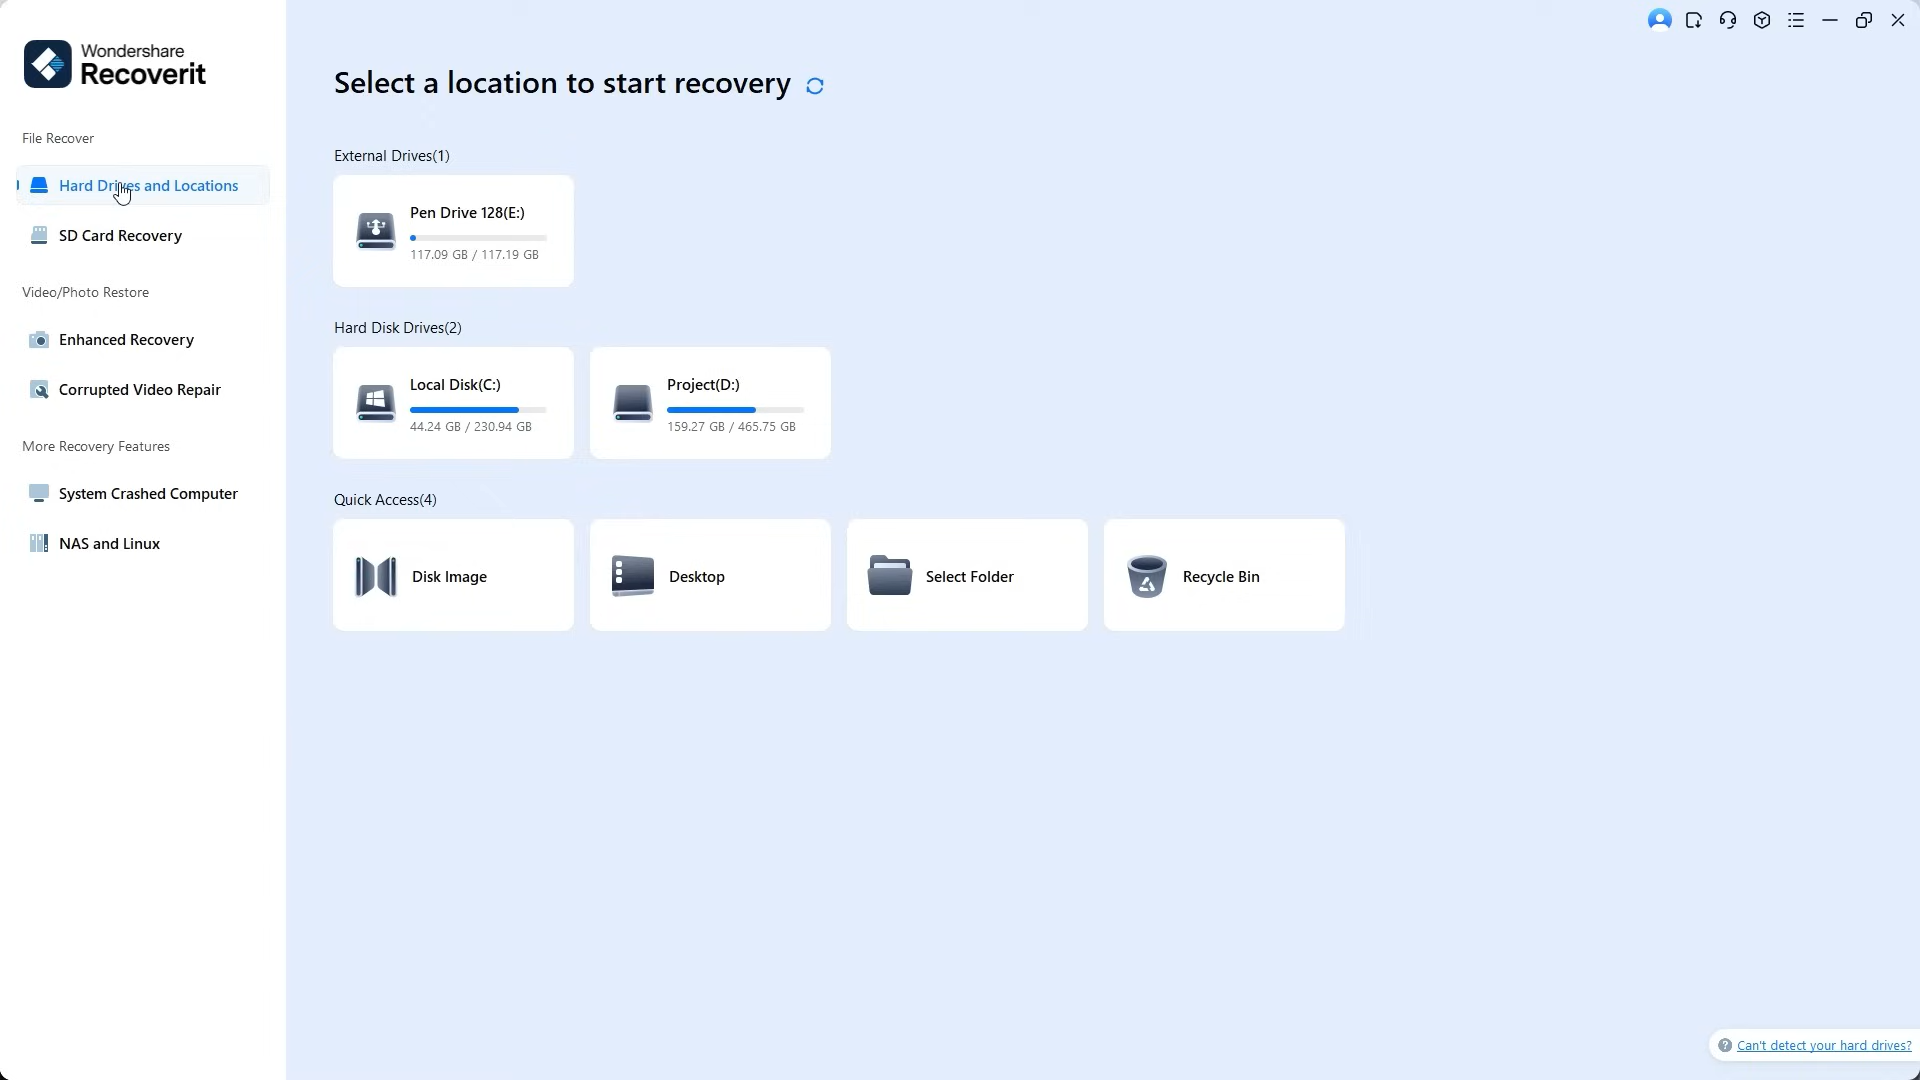 Wondershare
Recoverit
File Recover
Hard Drives and Locations
SD Card Recovery
Video/Photo Restore
Enhanced Recovery
Corrupted Video Repair
More Recovery Features
System Crashed Computer
NAS and Linux
Select a location to start recovery
External Drives(1)
Pen Drive 128(E:)
117.09 GB / 117.19 GB
Hard Disk Drives(2)
Local Disk(C:)
44.24 GB / 230.94 GB
Project(D:)
159.27 GB / 465.75 GB
Quick Access(4)
Disk Image
Desktop
Select Folder
Recycle Bin
Can't detect your hard drives?